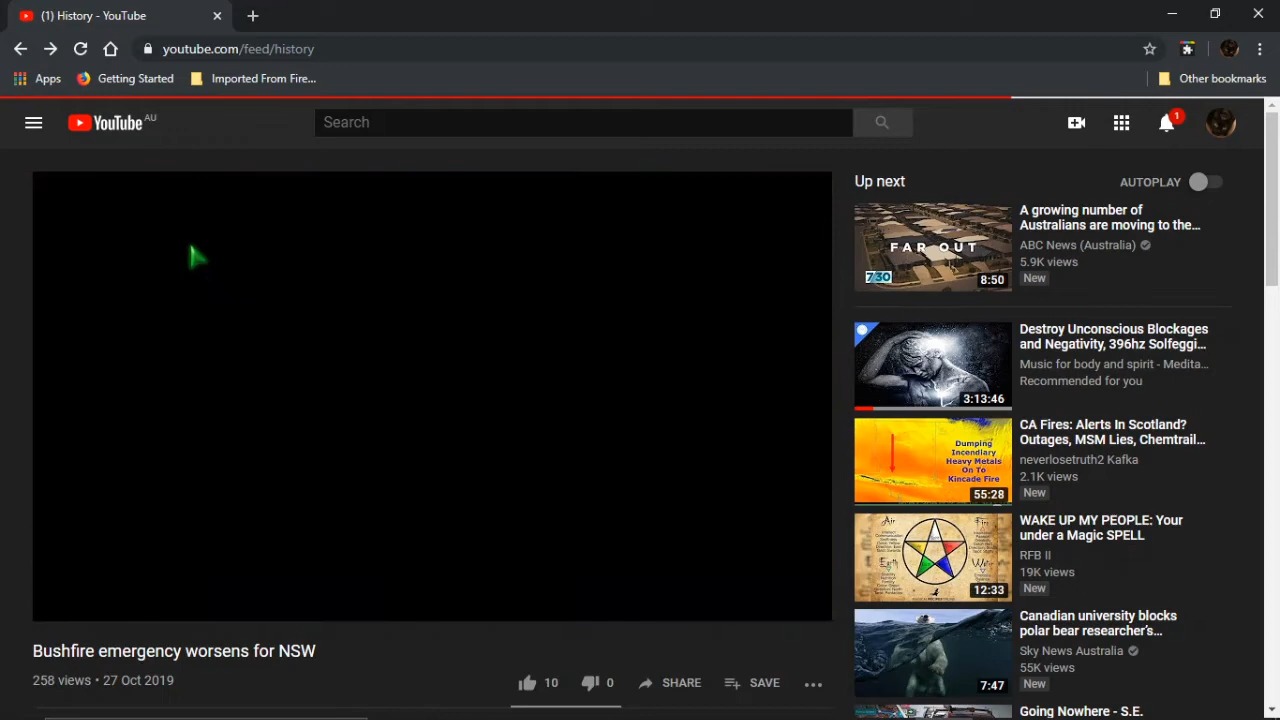 (1) History - YouTube
youtube.com/feed/history
Apps
Getting Started
Imported From Fire...
Other bookmarks
YouTube AU
Search
1
Up next
AUTOPLAY
FAR OUT
7.30
8:50
A growing number of
Australians are moving to the...
ABC News (Australia)
5.9K views
New
3:13:46
Destroy Unconscious Blockages
and Negativity, 396hz Solfeggi...
Music for body and spirit - Medita...
Recommended for you
Dumping
Incendiary
Heavy Metals
On To
Kincade Fire
55:28
CA Fires: Alerts In Scotland?
Outages, MSM Lies, Chemtrail...
neverlosetruth2 Kafka
2.1K views
New
Air
Earth
12:33
WAKE UP MY PEOPLE: Your
under a Magic SPELL
RFB II
19K views
New
7:47
Canadian university blocks
polar bear researcher's...
Sky News Australia
55K views
New
Going Nowhere - S.E.
Bushfire emergency worsens for NSW
258 views • 27 Oct 2019
10
0
SHARE
SAVE